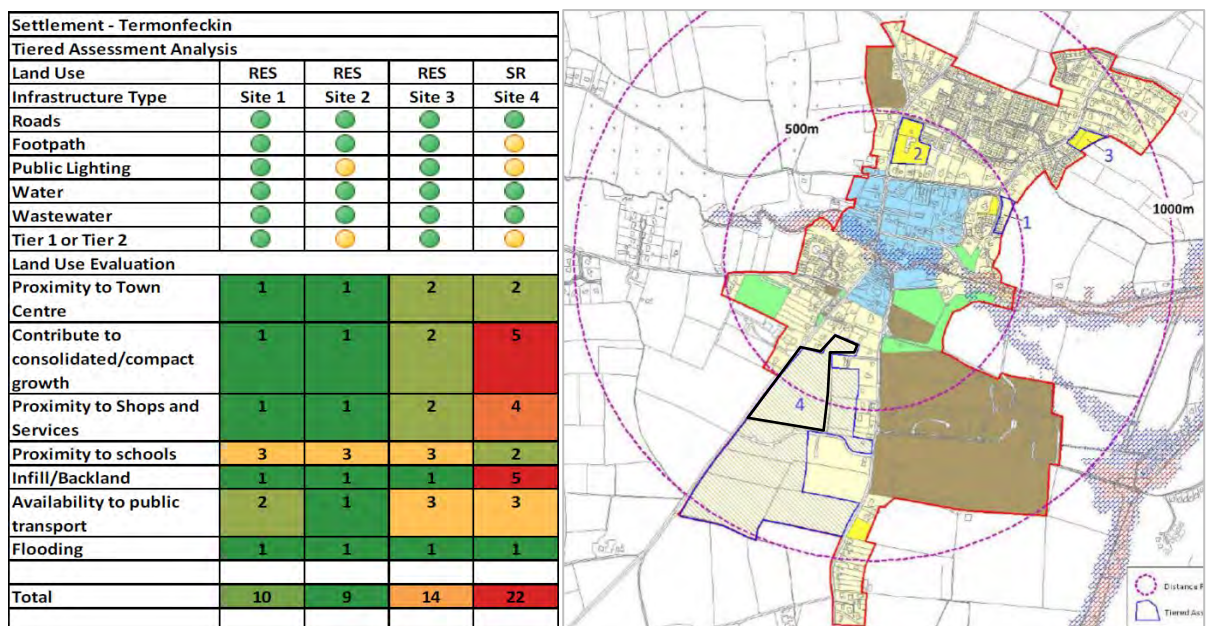 Settlement - Termonfeckin
Tiered Assessment Analysis
Land Use RES RES RES SR
Infrastructure Type Site 1 Site 2 Site 3 Site 4
Roads
Footpath
Public Lighting
Water
Wastewater
Tier 1 or Tier 2
Land Use Evaluation
Proximity to Town
Centre 1 1 2 2
Contribute to
consolidated/compact
growth 1 1 2 5
Proximity to Shops and
Services 1 1 2 4
Proximity to schools 3 3 3 2
Infill/Backland 1 1 1 5
Availability to public
transport 2 1 3 3
Flooding 1 1 1 1
Total 10 9 14 22
500m
2
3
1000m
1
4
Distance
Tiered